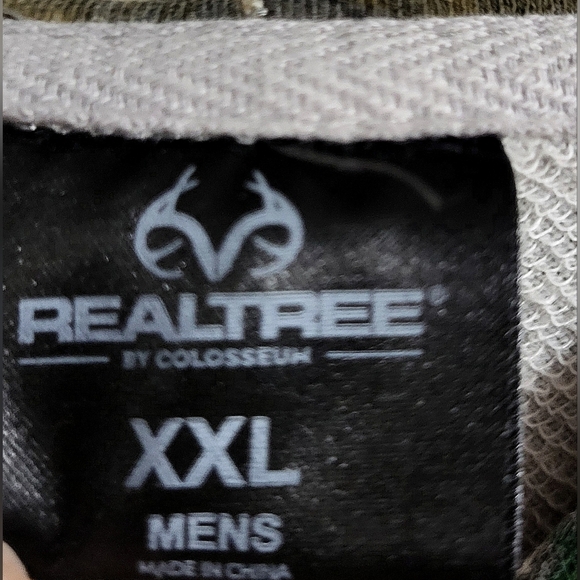 REALTREE®
BY COLOSSEUM
XXL
MENS
MADE IN CHINA